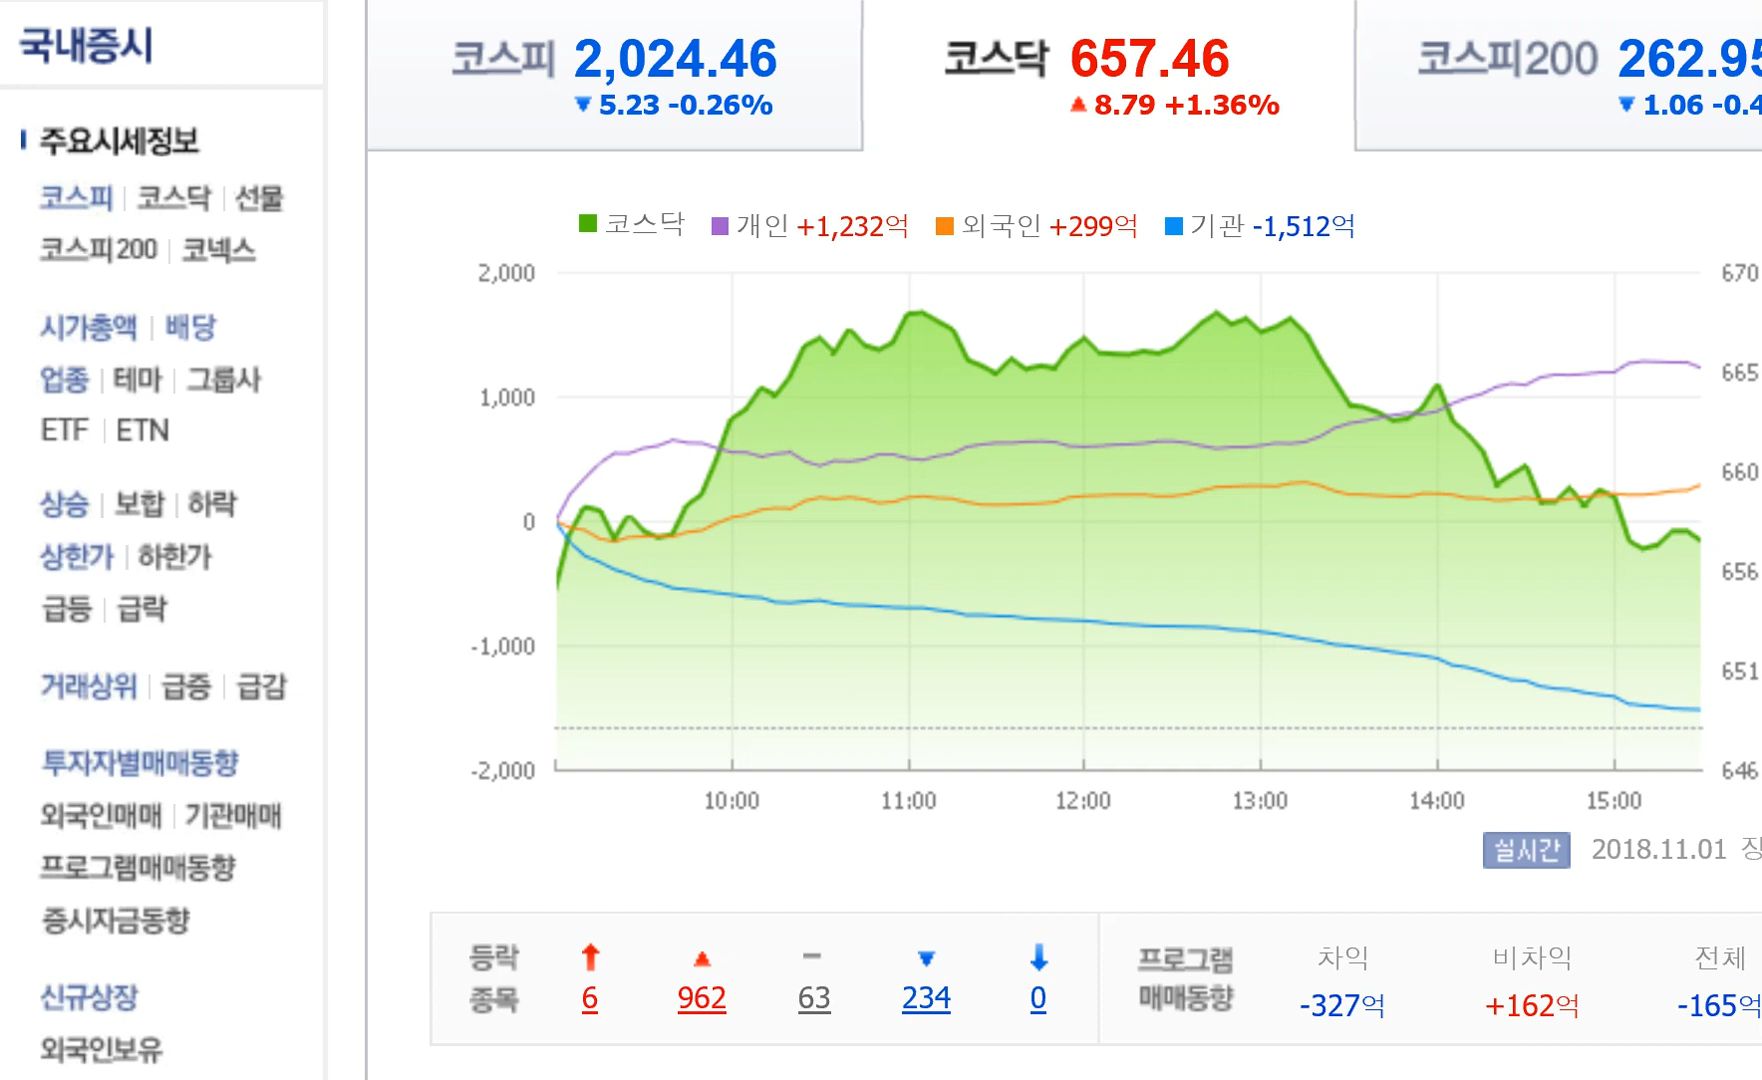 국내증시
주요시세정보
코스피 코스닥 선물
코스피200 코넥스
시가총액 배당
업종 테마 그룹사
ETF ETN
상승 보합 하락
상한가 하한가
급등 급락
거래상위 급증 급감
투자자별매매동향
외국인매매 기관매매
프로그램매매동향
증시자금동향
신규상장
외국인보유
코스피 2,024.46
▼ 5.23 -0.26%
코스닥 657.46
▲ 8.79 +1.36%
코스피200 262.95
▼ 1.06 -0.4
코스닥 개인 +1,232억 외국인 +299억 기관 -1,512억
2,000 670
1,000 665
0 660
-1,000 656
-2,000 651
646
10:00 11:00 12:00 13:00 14:00 15:00
실시간 2018.11.01 장
등락 종목
6 962 63 234 0
프로그램 매매동향
차익 비차익 전체
-327억 +162억 -165억